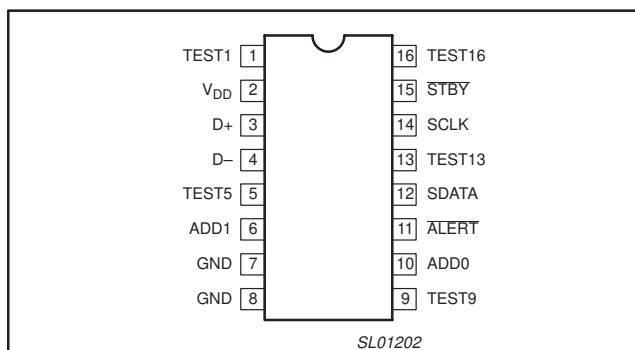 TEST1 1 16 TEST16
VDD 2 15 STBY
D+ 3 14 SCLK
D– 4 13 TEST13
TEST5 5 12 SDATA
ADD1 6 11 ALERT
GND 7 10 ADD0
GND 8 9 TEST9
SL01202